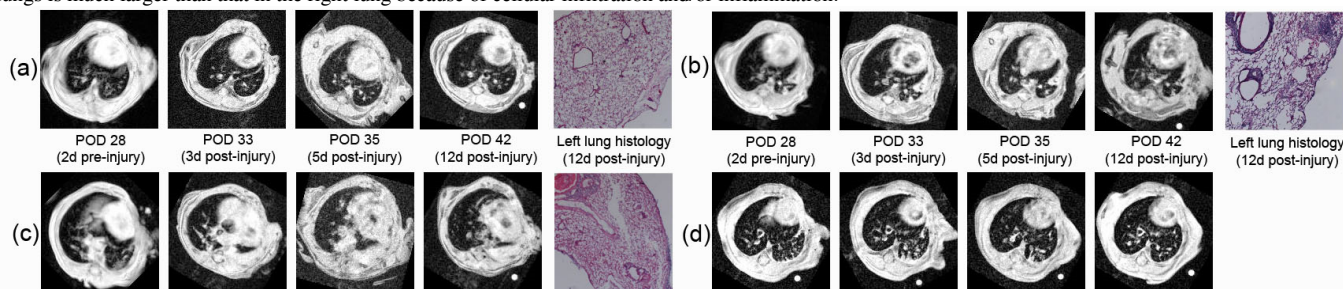 ungs is much larger than that in the right lung because of cellular infiltration and/or inflammation.
(a)
POD 28
(2d pre-injury)
POD 33
(3d post-injury)
POD 35
(5d post-injury)
POD 42
(12d post-injury)
Left lung histology
(12d post-injury)
(b)
POD 28
(2d pre-injury)
POD 33
(3d post-injury)
POD 35
(5d post-injury)
POD 42
(12d post-injury)
Left lung histology
(12d post-injury)
(c)
(d)